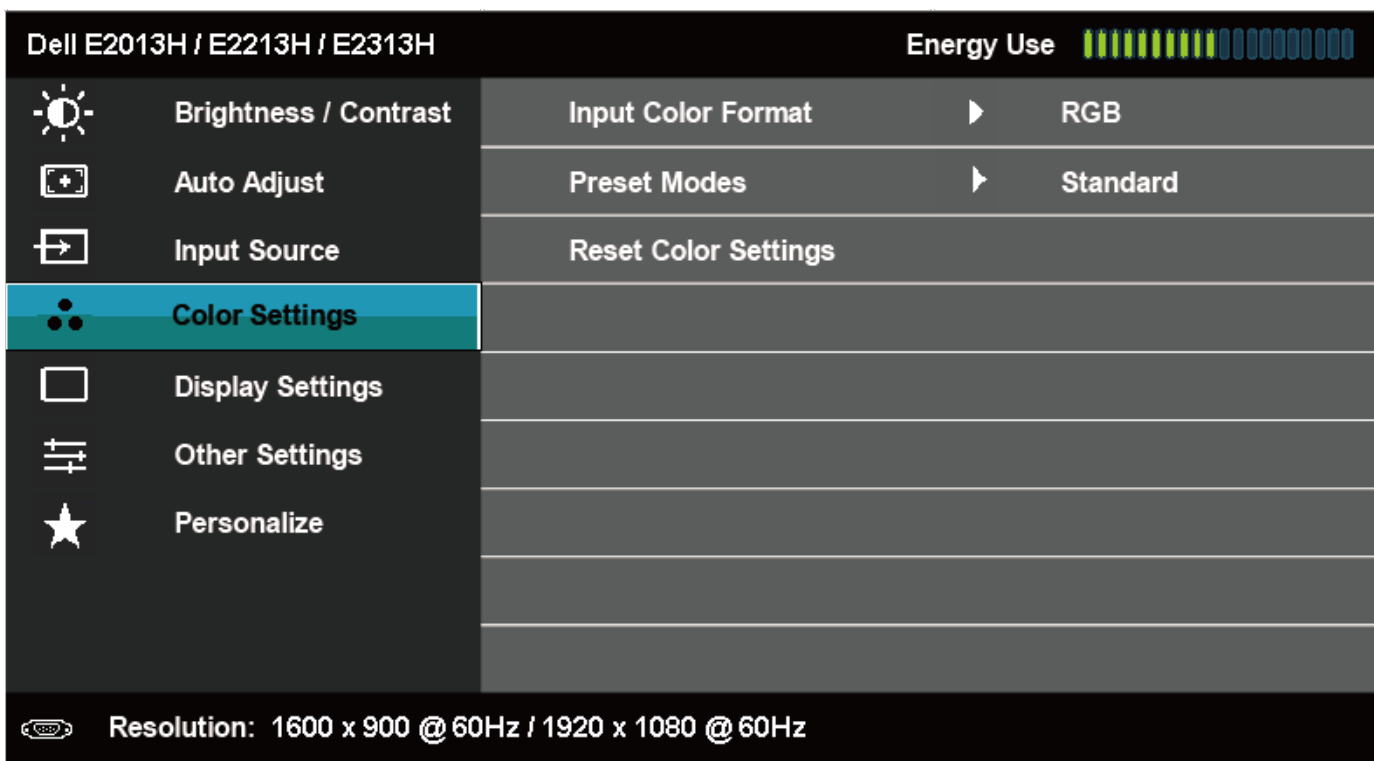 Dell E2013H / E2213H / E2313H Energy Use
Brightness / Contrast Input Color Format RGB
Auto Adjust Preset Modes Standard
Input Source Reset Color Settings
Color Settings
Display Settings
Other Settings
Personalize
Resolution: 1600 x 900 @ 60Hz / 1920 x 1080 @ 60Hz